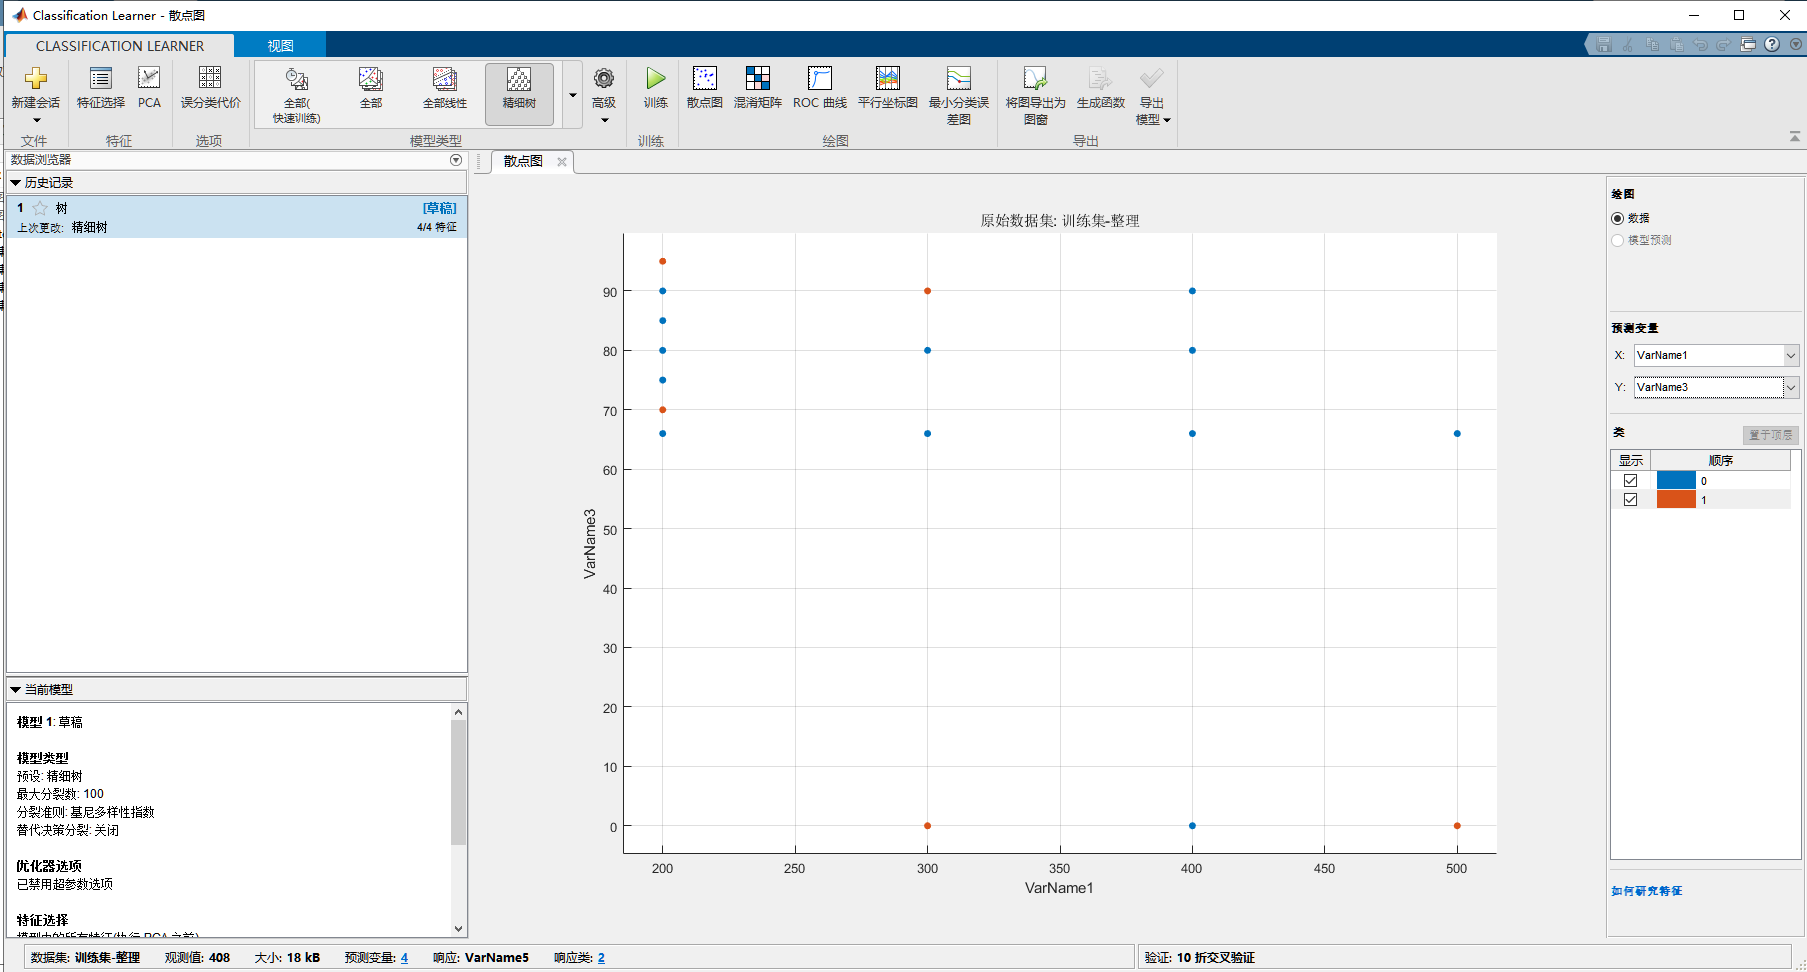 Classification Learner - 散点图
CLASSIFICATION LEARNER
视图
新建会话
特征选择
PCA
误分类代价
全部(
快速训练)
全部
全部线性
精细树
高级
训练
散点图
混淆矩阵
ROC 曲线
平行坐标图
最小分类误
差图
将图导出为
图窗
生成函数
导出
模型
文件
特征
选项
模型类型
训练
绘图
导出
数据浏览器
历史记录
1 树 [草稿]
上次更改: 精细树 4/4 特征
当前模型
模型 1: 草稿
模型类型
预设: 精细树
最大分裂数: 100
分裂准则: 基尼多样性指数
替代决策分裂: 关闭
优化器选项
已禁用超参数选项
特征选择
模型中的所有特征(执行 PCA 之前)
散点图
原始数据集: 训练集-整理
90
80
70
60
50
40
30
20
10
0
VarName3
200 250 300 350 400 450 500
VarName1
绘图
数据
模型预测
预测变量
X: VarName1
Y: VarName3
类
置于顶层
显示 顺序
0
1
如何研究特征
数据集: 训练集-整理 观测值: 408 大小: 18 kB 预测变量: 4 响应: VarName5 响应类: 2
验证: 10 折交叉验证